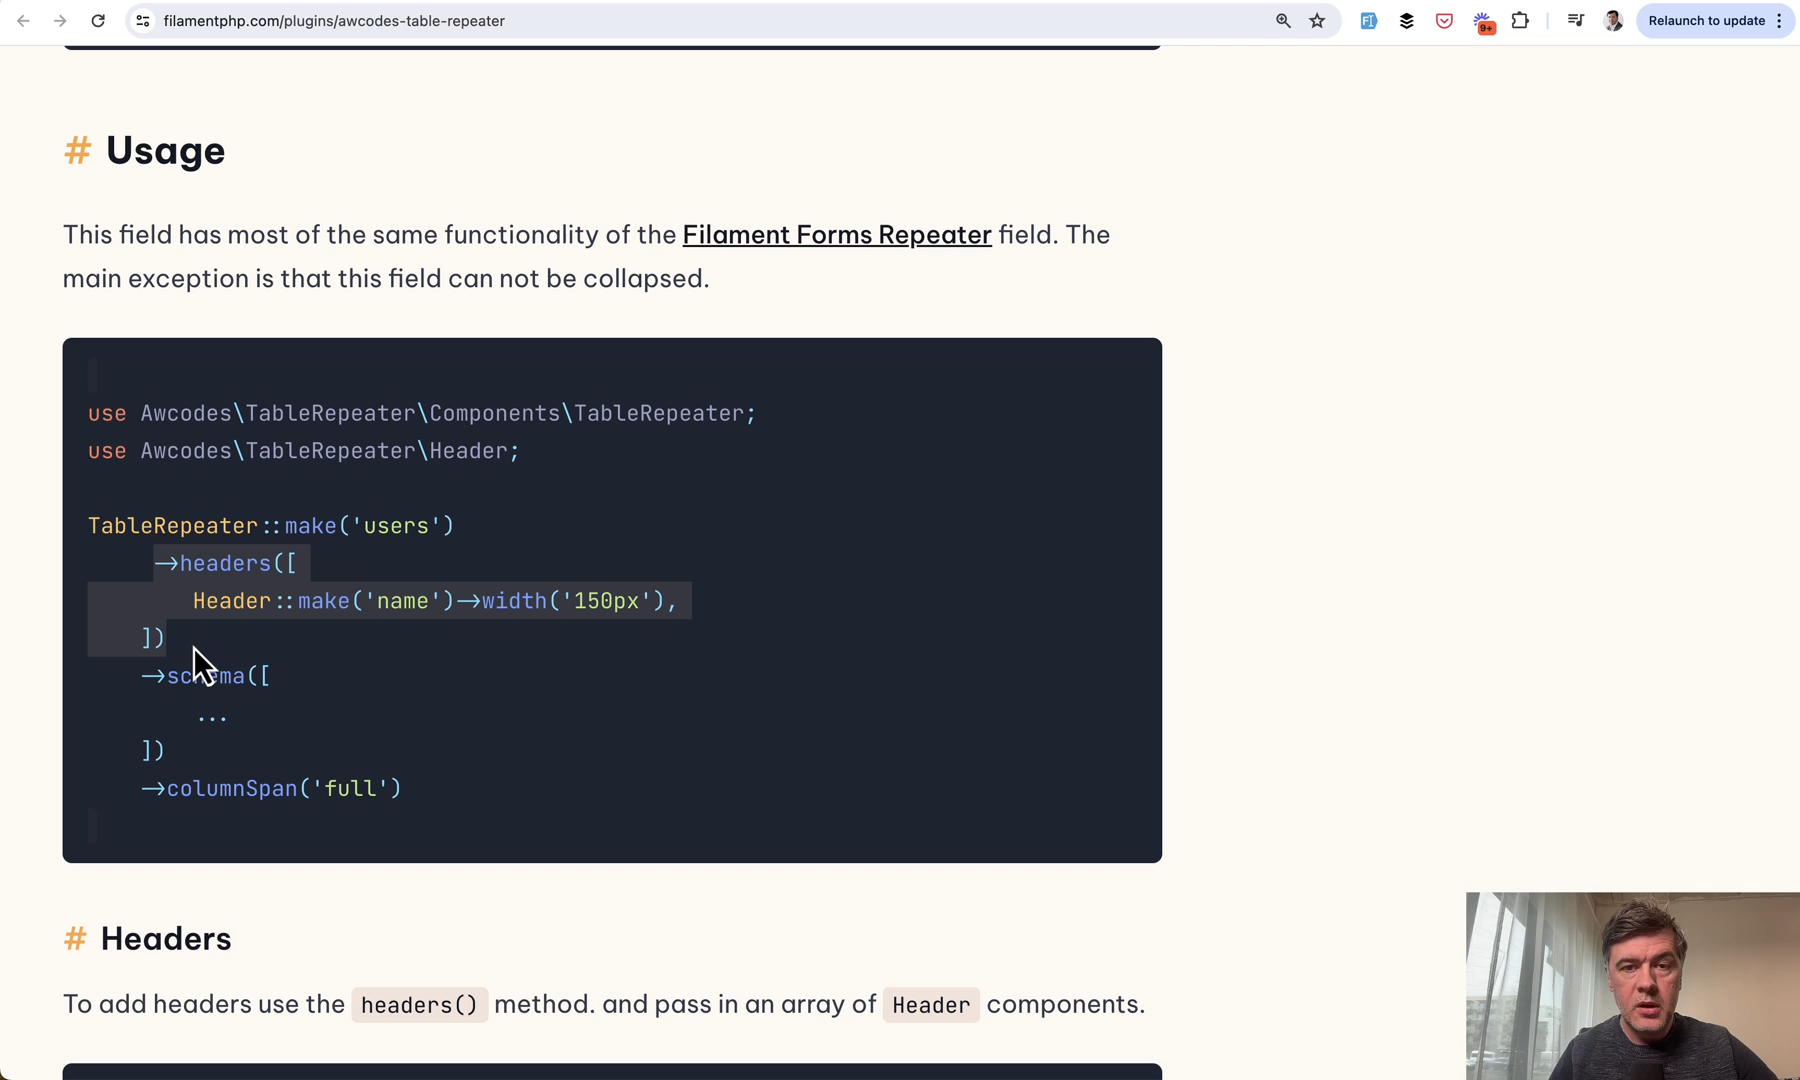 filamentphp.com/plugins/awcodes-table-repeater
9+
Relaunch to update
# Usage
This field has most of the same functionality of the Filament Forms Repeater field. The
main exception is that this field can not be collapsed.
use Awcodes\TableRepeater\Components\TableRepeater;
use Awcodes\TableRepeater\Header;
TableRepeater::make('users')
->headers([
Header::make('name')->width('150px'),
])
->schema([
...
])
->columnSpan('full')
# Headers
To add headers use the headers() method. and pass in an array of Header components.